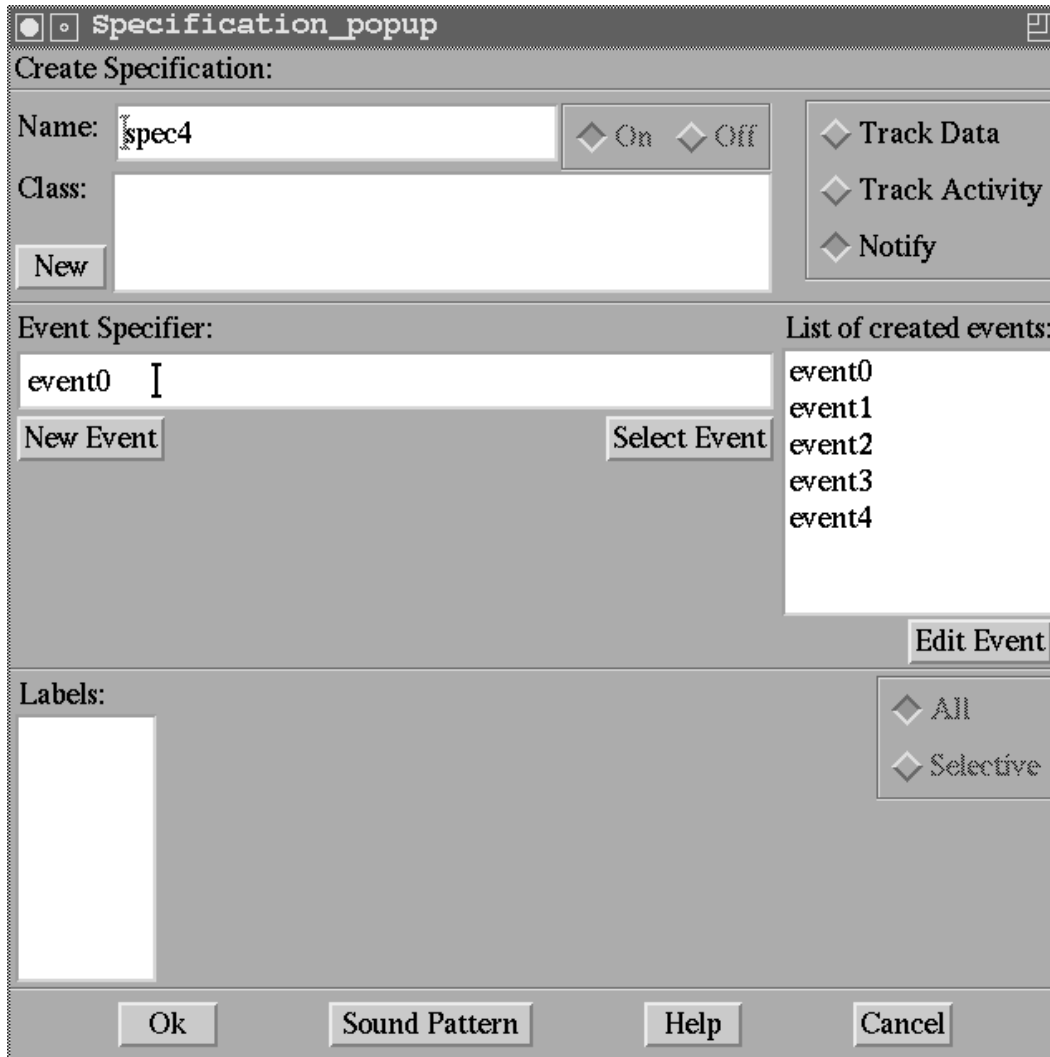 Specification_popup
Create Specification:
Name: spec4 On Off
Track Data
Class:
Track Activity
New
Notify
Event Specifier:
event0
New Event Select Event
List of created events:
event0
event1
event2
event3
event4
Edit Event
Labels:
All
Selective
Ok Sound Pattern Help Cancel